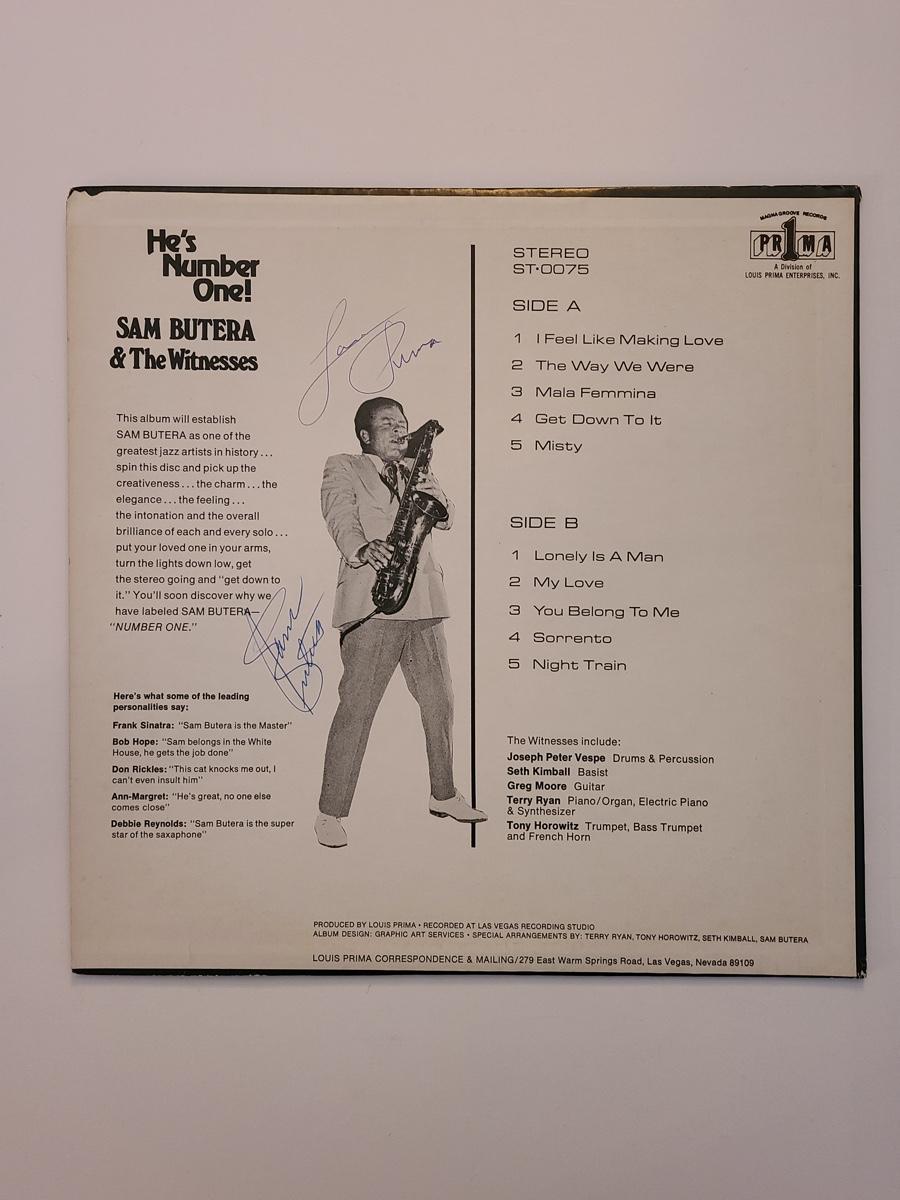 He's
Number
One!
SAM BUTERA
& The Witnesses
This album will establish
SAM BUTERA as one of the
greatest jazz artists in history...
spin this disc and pick up the
creativeness...the charm...the
elegance...the feeling...
the intonation and the overall
brilliance of each and every solo...
put your loved one in your arms,
turn the lights down low, get
the stereo going and "get down to
it." You'll soon discover why we
have labeled SAM BUTERA—
"NUMBER ONE."
Here's what some of the leading
personalities say:
Frank Sinatra: "Sam Butera is the Master"
Bob Hope: "Sam belongs in the White
House, he gets the job done"
Don Rickles: "This cat knocks me out, I
can't even insult him"
Ann-Margret: "He's great, no one else
comes close"
Debbie Reynolds: "Sam Butera is the super
star of the saxaphone"
Louis Prima
Sam Butera
STEREO
ST·0075
MAGNAGROOVE RECORDS
PR1MA
A Division of
LOUIS PRIMA ENTERPRISES, INC.
SIDE A
1 I Feel Like Making Love
2 The Way We Were
3 Mala Femmina
4 Get Down To It
5 Misty
SIDE B
1 Lonely Is A Man
2 My Love
3 You Belong To Me
4 Sorrento
5 Night Train
The Witnesses include:
Joseph Peter Vespe Drums & Percussion
Seth Kimball Basist
Greg Moore Guitar
Terry Ryan Piano/Organ, Electric Piano
& Synthesizer
Tony Horowitz Trumpet, Bass Trumpet
and French Horn
PRODUCED BY LOUIS PRIMA • RECORDED AT LAS VEGAS RECORDING STUDIO
ALBUM DESIGN: GRAPHIC ART SERVICES • SPECIAL ARRANGEMENTS BY: TERRY RYAN, TONY HOROWITZ, SETH KIMBALL, SAM BUTERA
LOUIS PRIMA CORRESPONDENCE & MAILING/279 East Warm Springs Road, Las Vegas, Nevada 89109